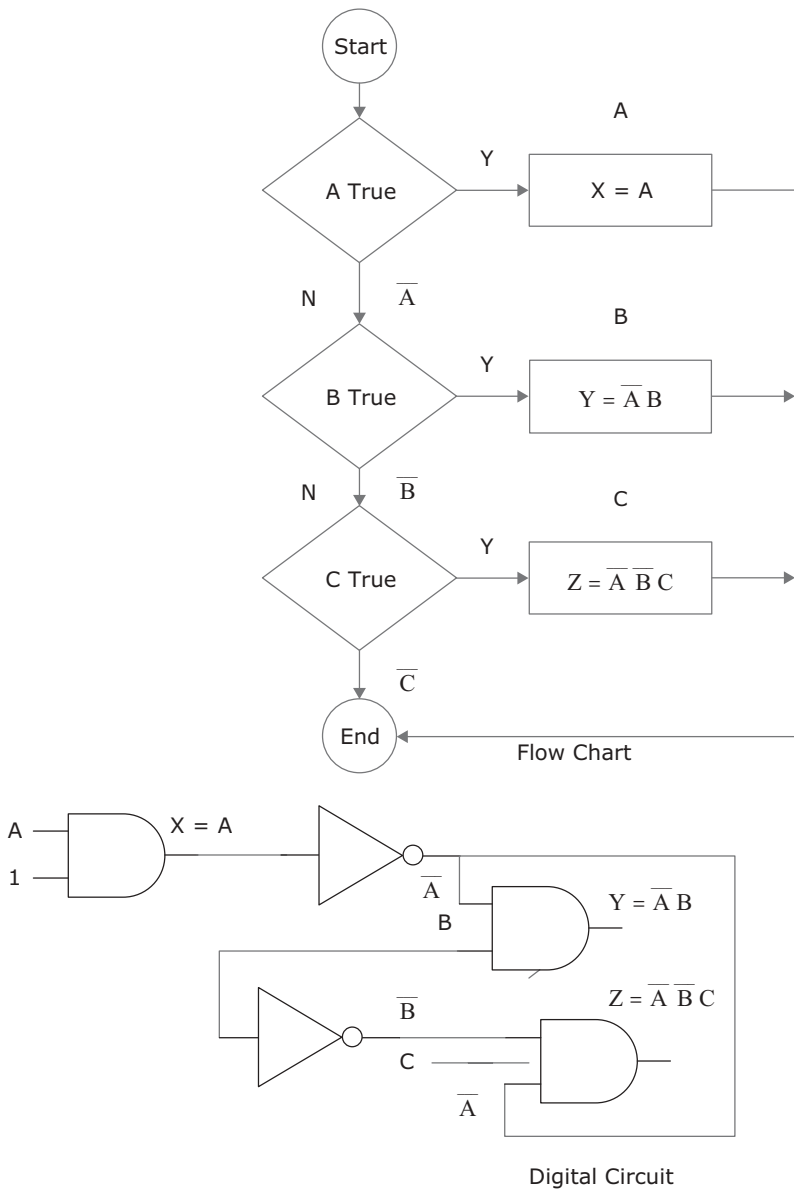 Start
A
A True
Y
X = A
N
A̅
B
B True
Y
Y = A̅ B
N
B̅
C
C True
Y
Z = A̅ B̅ C
C̅
End
Flow Chart
A
X = A
1
A̅
B
Y = A̅ B
B̅
Z = A̅ B̅ C
C
A̅
Digital Circuit